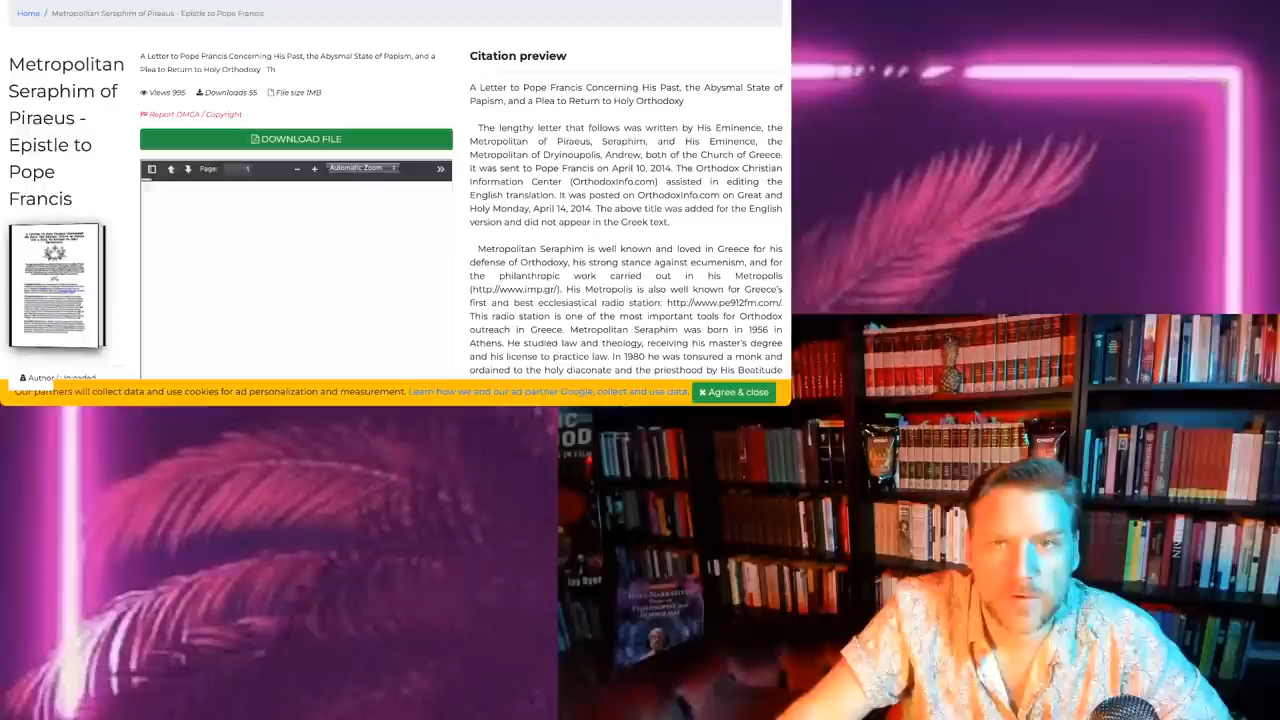 Home / Metropolitan Seraphim of Piraeus - Epistle to Pope Francis
Metropolitan
Seraphim of
Piraeus -
Epistle to
Pope
Francis
Author / Uploaded
A Letter to Pope Francis Concerning His Past, the Abysmal State of Papism, and a
Plea to Return to Holy Orthodoxy Th
Views 995 Downloads 55 File size 1MB
Report DMCA / Copyright
DOWNLOAD FILE
Page: 1 Automatic Zoom
Citation preview
A Letter to Pope Francis Concerning His Past, the Abysmal State of
Papism, and a Plea to Return to Holy Orthodoxy
The lengthy letter that follows was written by His Eminence, the
Metropolitan of Piraeus, Seraphim, and His Eminence, the
Metropolitan of Dryinoupolis, Andrew, both of the Church of Greece.
It was sent to Pope Francis on April 10, 2014. The Orthodox Christian
Information Center (OrthodoxInfo.com) assisted in editing the
English translation. It was posted on OrthodoxInfo.com on Great and
Holy Monday, April 14, 2014. The above title was added for the English
version and did not appear in the Greek text.
Metropolitan Seraphim is well known and loved in Greece for his
defense of Orthodoxy, his strong stance against ecumenism, and for
the philanthropic work carried out in his Metropolis
(http://www.imp.gr/). His Metropolis is also well known for Greece's
first and best ecclesiastical radio station: http://www.pe912fm.com/.
This radio station is one of the most important tools for Orthodox
outreach in Greece. Metropolitan Seraphim was born in 1956 in
Athens. He studied law and theology, receiving his master's degree
and his license to practice law. In 1980 he was tonsured a monk and
ordained to the holy diaconate and the priesthood by His Beatitude
Our partners will collect data and use cookies for ad personalization and measurement. Learn how we and our ad partner Google, collect and use data. Agree & close
Jay Dyer
PHILOSOPHY AND
SYMBOLISM